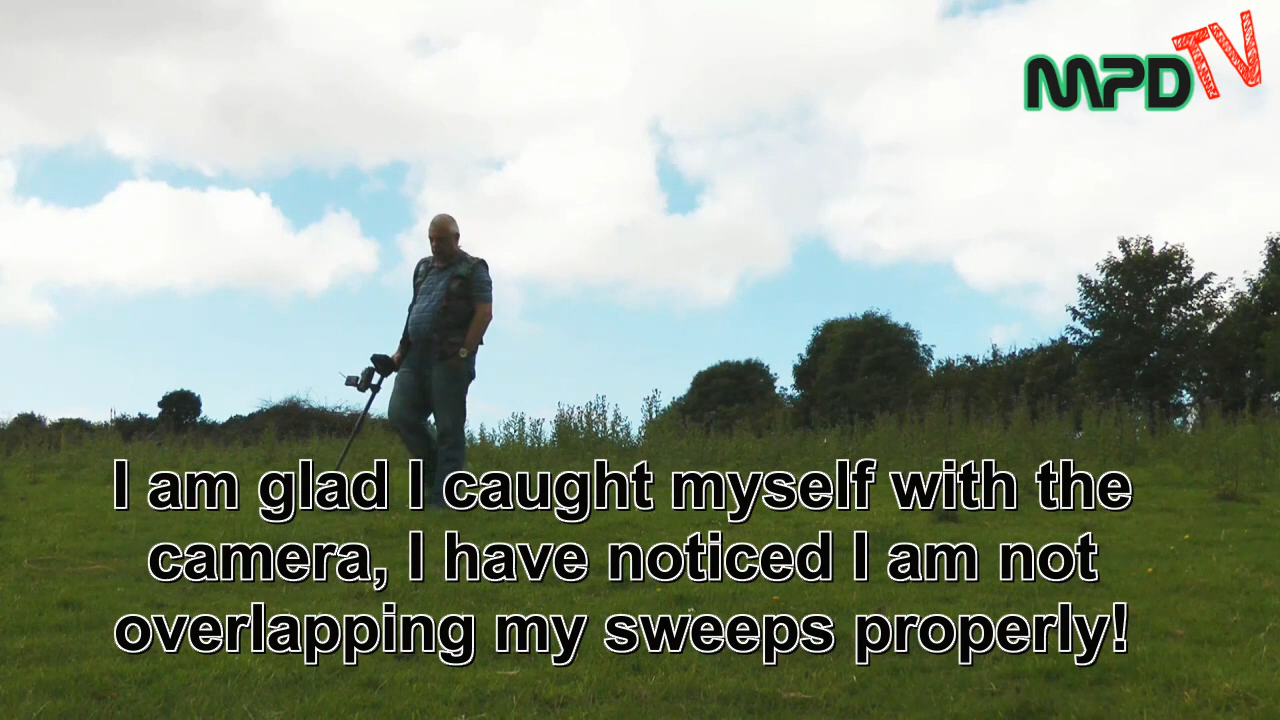 MPD TV
I am glad I caught myself with the
camera, I have noticed I am not
overlapping my sweeps properly!